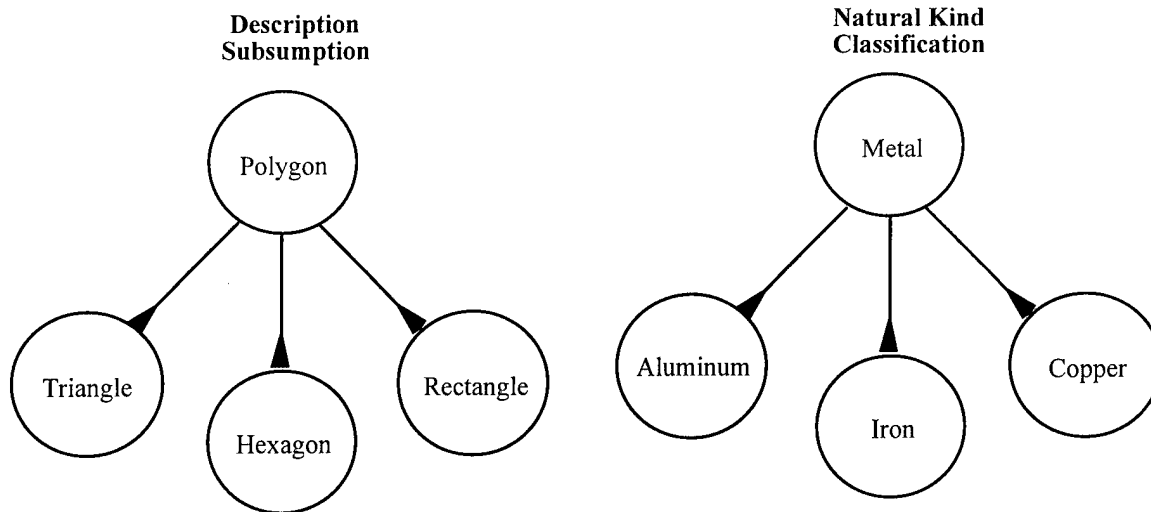 Description
Subsumption
Polygon
Triangle
Hexagon
Rectangle
Natural Kind
Classification
Metal
Aluminum
Iron
Copper